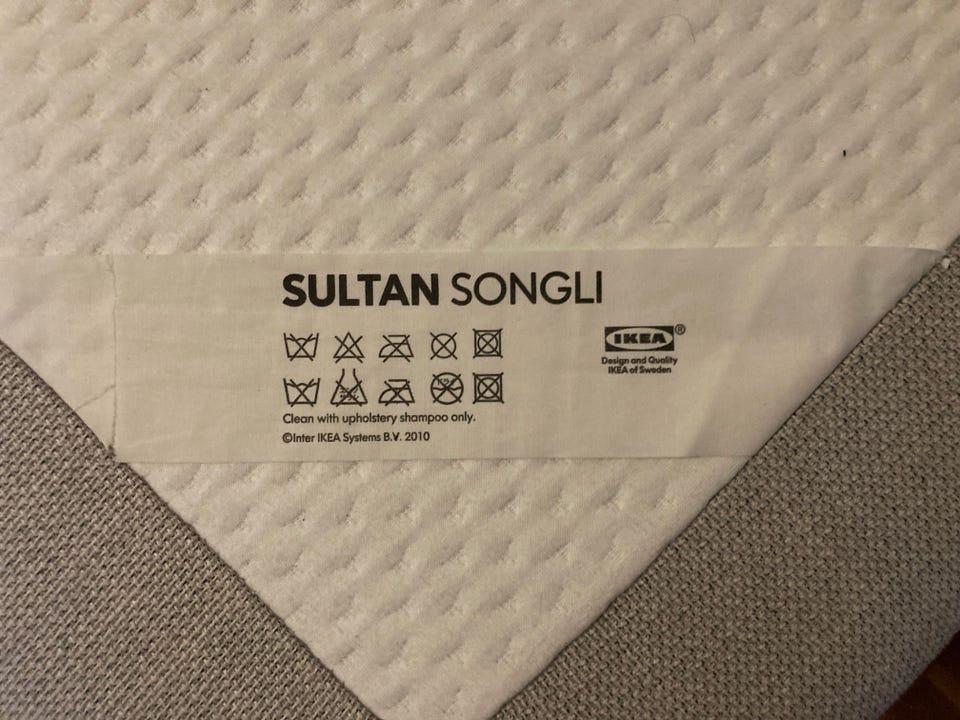 SULTAN SONGLI
IKEA®
Design and Quality
IKEA of Sweden
Clean with upholstery shampoo only.
©Inter IKEA Systems B.V. 2010